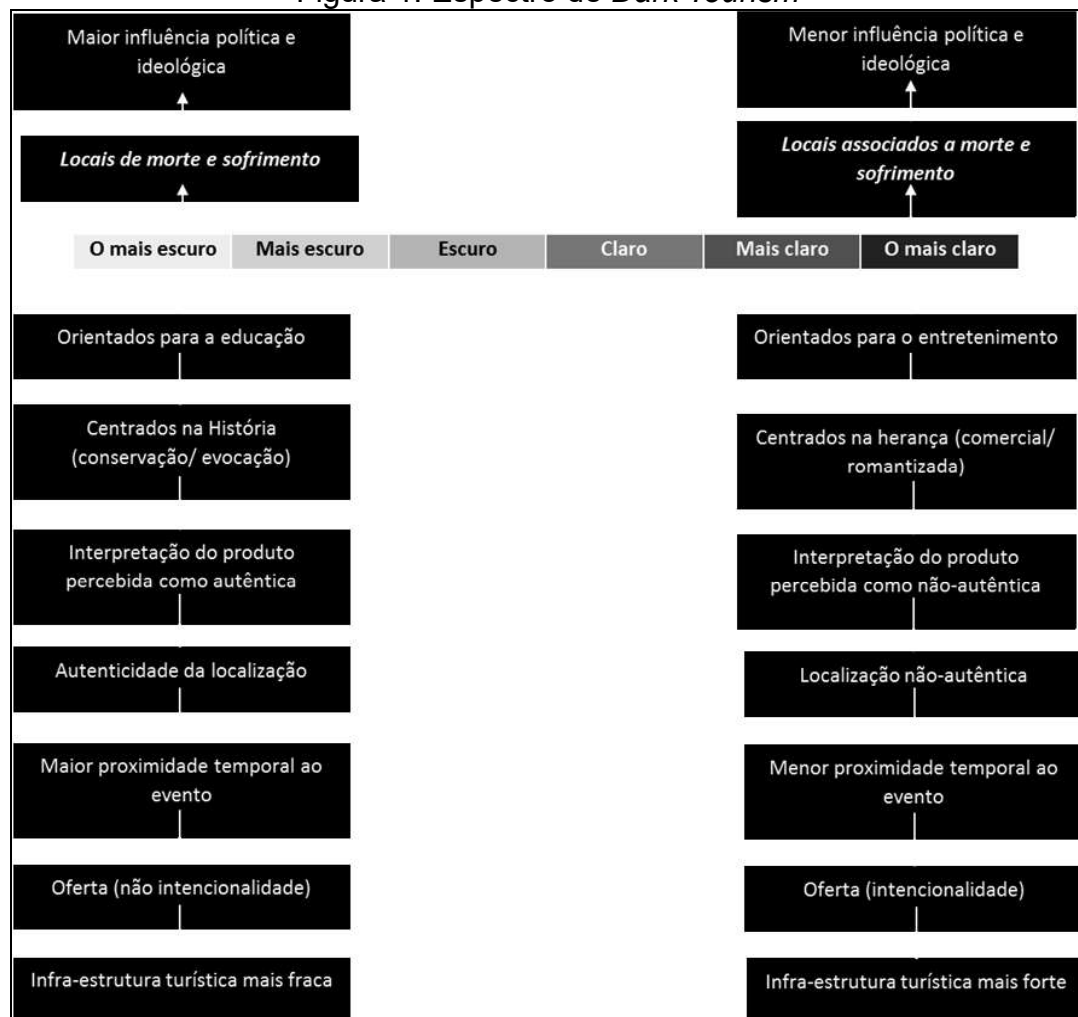 Figura 1: Espectro do Dark Tourism
Maior influência política e
ideológica
Menor influência política e
ideológica
Locais de morte e sofrimento
Locais associados a morte e
sofrimento
O mais escuro
Mais escuro
Escuro
Claro
Mais claro
O mais claro
Orientados para a educação
Orientados para o entretenimento
Centrados na História
(conservação/ evocação)
Centrados na herança (comercial/
romantizada)
Interpretação do produto
percebida como autêntica
Interpretação do produto
percebida como não-autêntica
Autenticidade da localização
Localização não-autêntica
Maior proximidade temporal ao
evento
Menor proximidade temporal ao
evento
Oferta (não intencionalidade)
Oferta (intencionalidade)
Infra-estrutura turística mais fraca
Infra-estrutura turística mais forte